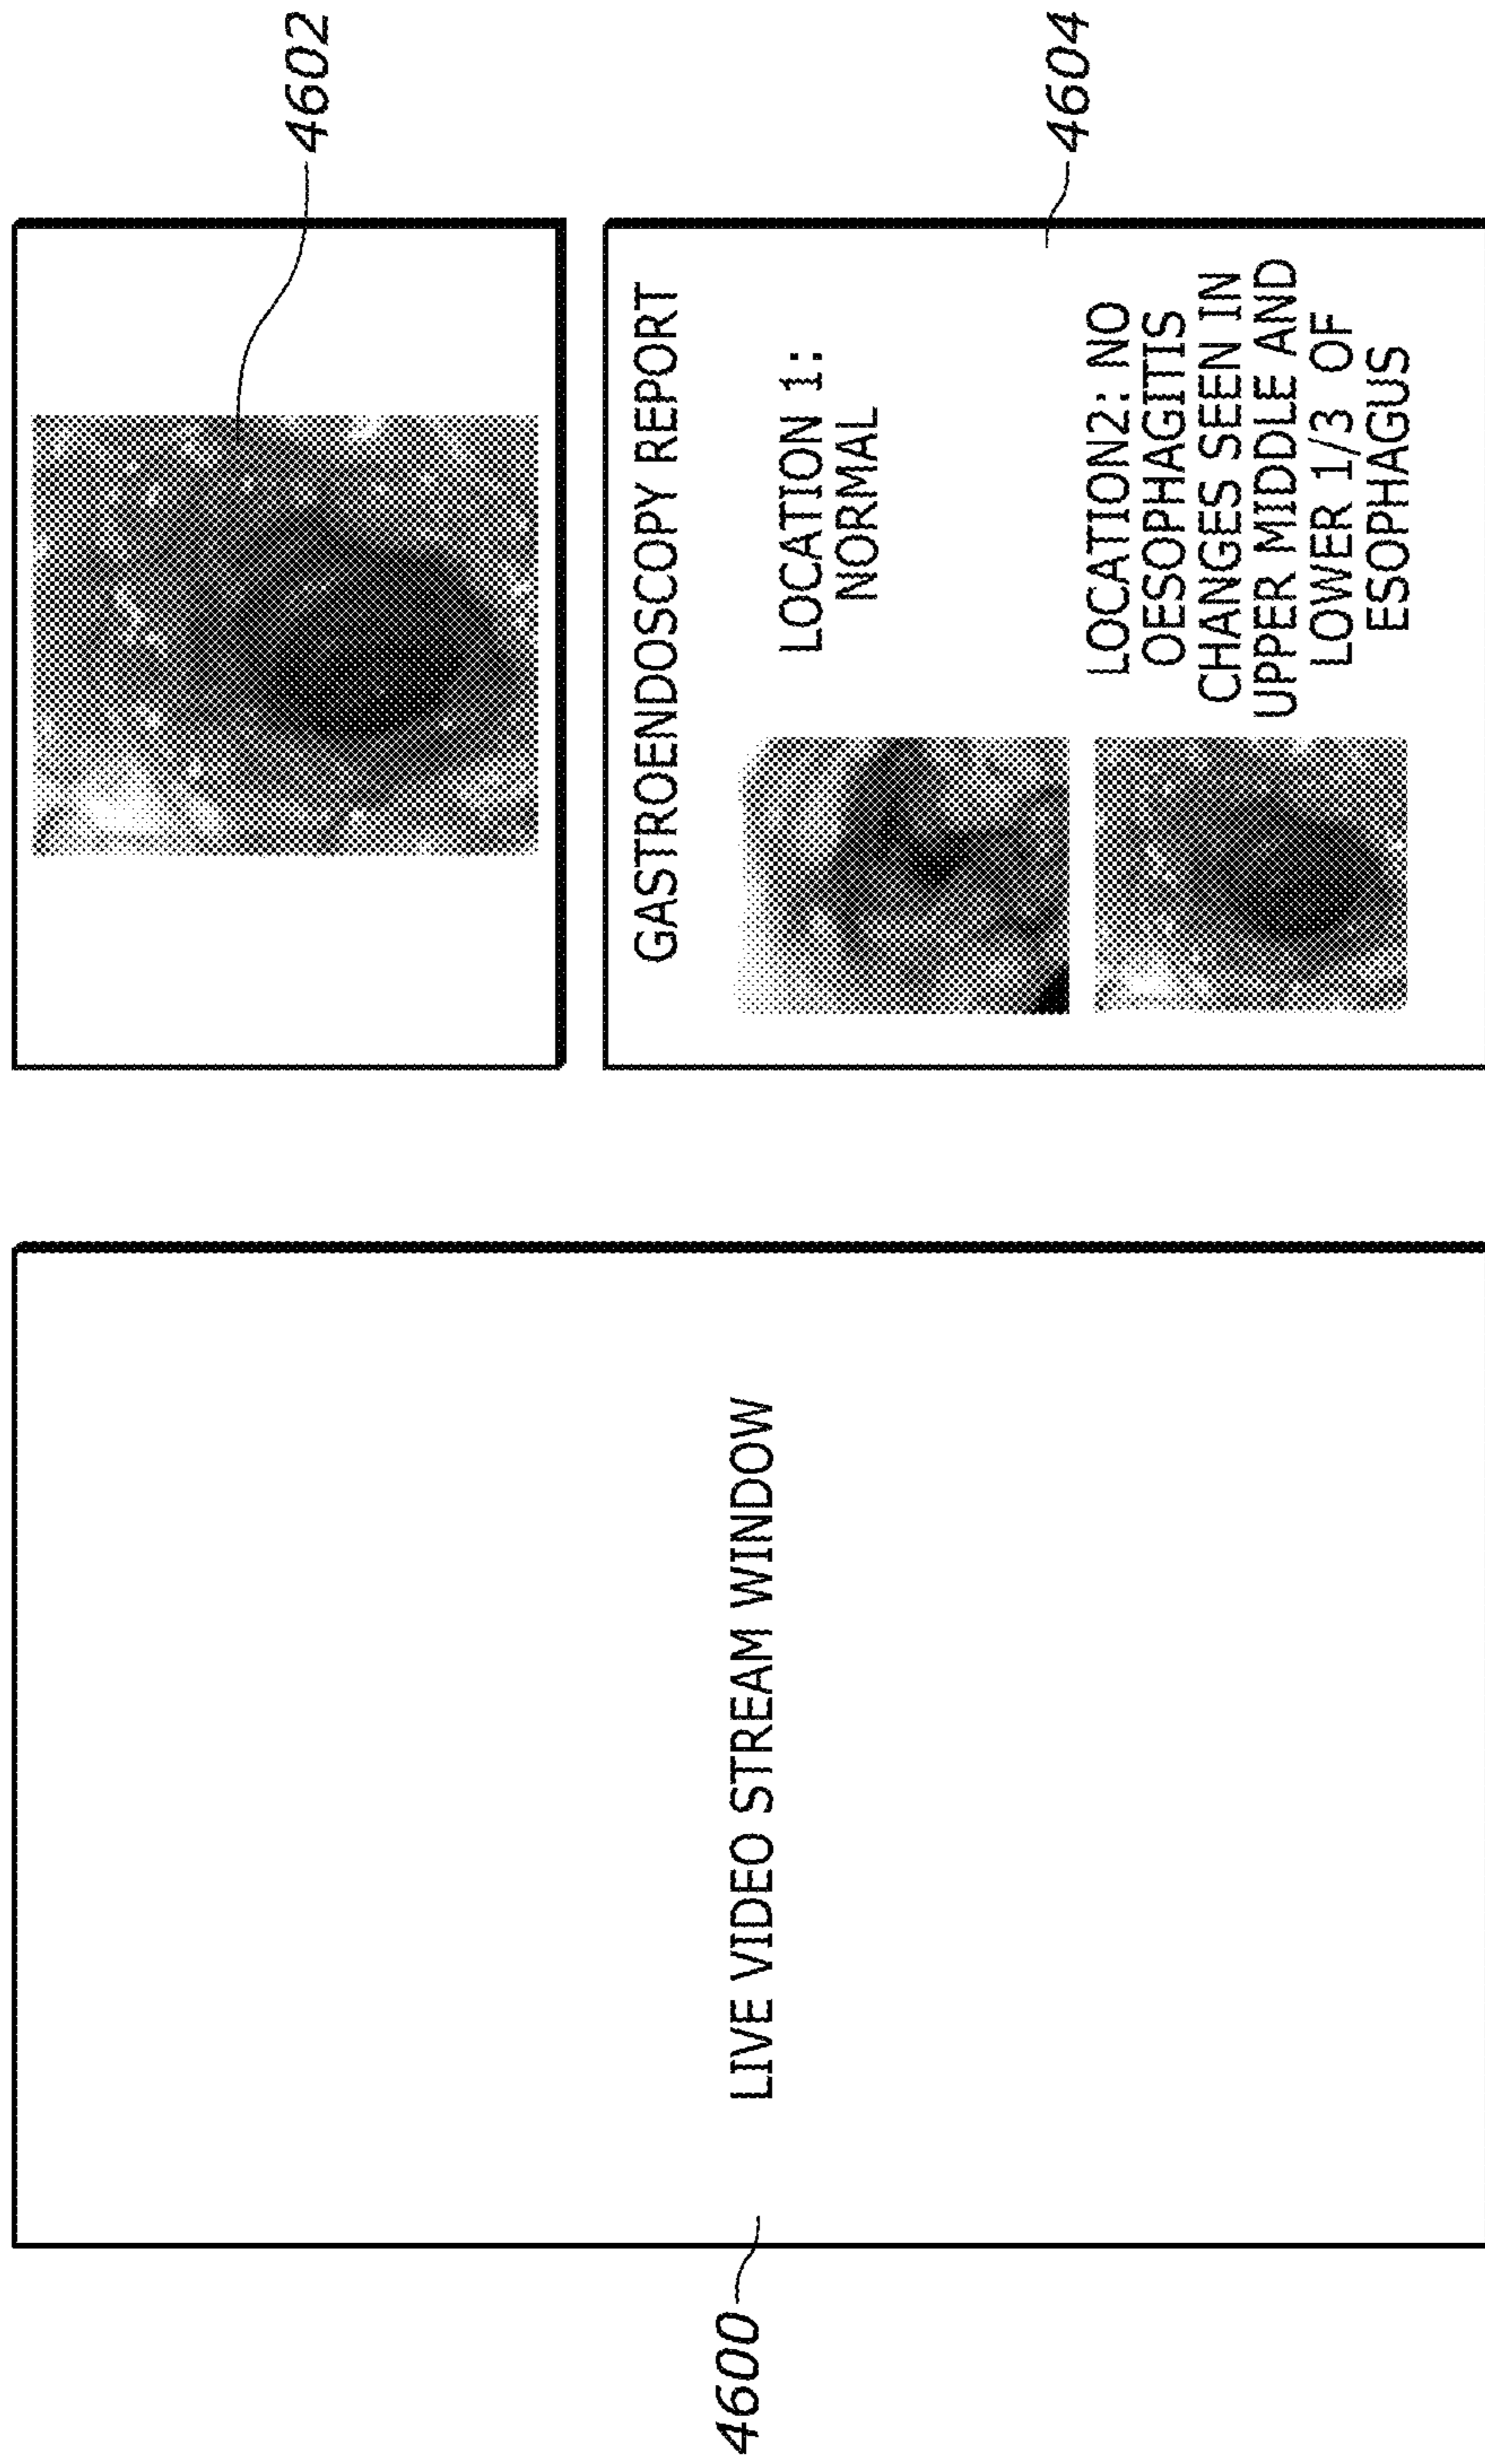 4600
LIVE VIDEO STREAM WINDOW
4602
GASTROENDOSCOPY REPORT
LOCATION 1:
NORMAL
LOCATION2: NO
OESOPHAGITIS
CHANGES SEEN IN
UPPER MIDDLE AND
LOWER 1/3 OF
ESOPHAGUS
4604